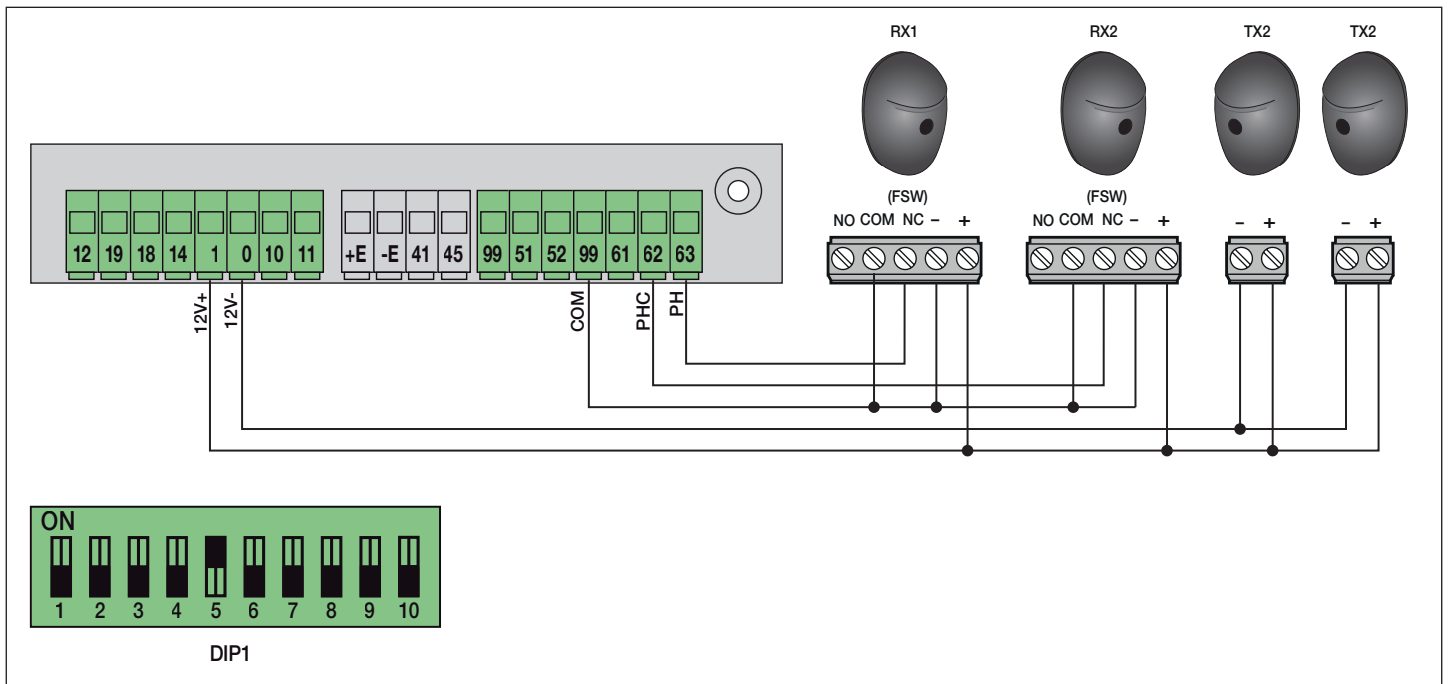 RX1 RX2 TX2 TX2
(FSW) (FSW)
NO COM NC - + NO COM NC - + - + - +
12 19 18 14 1 0 10 11 +E -E 41 45 99 51 52 99 61 62 63
12V+ 12V- COM PHC PH
ON
1 2 3 4 5 6 7 8 9 10
DIP1